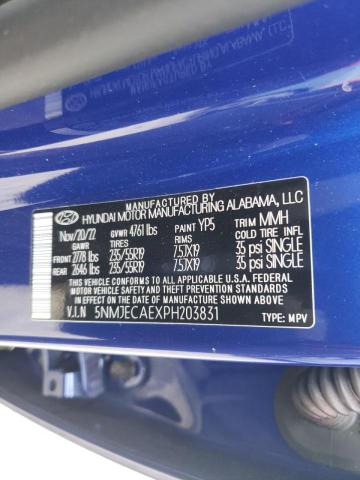 MANUFACTURED BY
HYUNDAI MOTOR MANUFACTURING ALABAMA, LLC
Nov/20/22 GVWR 4761 lbs PAINT YP5 TRIM MMH
GAWR TIRES RIMS COLD TIRE INFL
FRONT 2778 lbs 235/55R19 7.5JX19 35 psi SINGLE
REAR 2646 lbs 235/55R19 7.5JX19 35 psi SINGLE
THIS VEHICLE CONFORMS TO ALL APPLICABLE U.S.A FEDERAL
MOTOR VEHICLE SAFETY STANDARDS
IN EFFECT ON THE DATE OF MANUFACTURE SHOWN ABOVE.
V.I.N 5NMJECAEXPH203831 TYPE: MPV